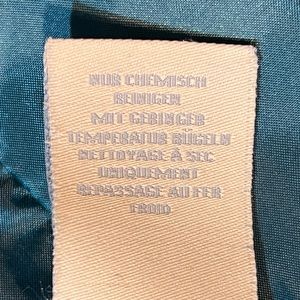 NUR CHEMISCH
REINIGEN
MIT GERINGER
TEMPERATUR BÜGELN
NETTOYAGE À SEC
UNIQUEMENT
REPASSAGE AU FER
FROID